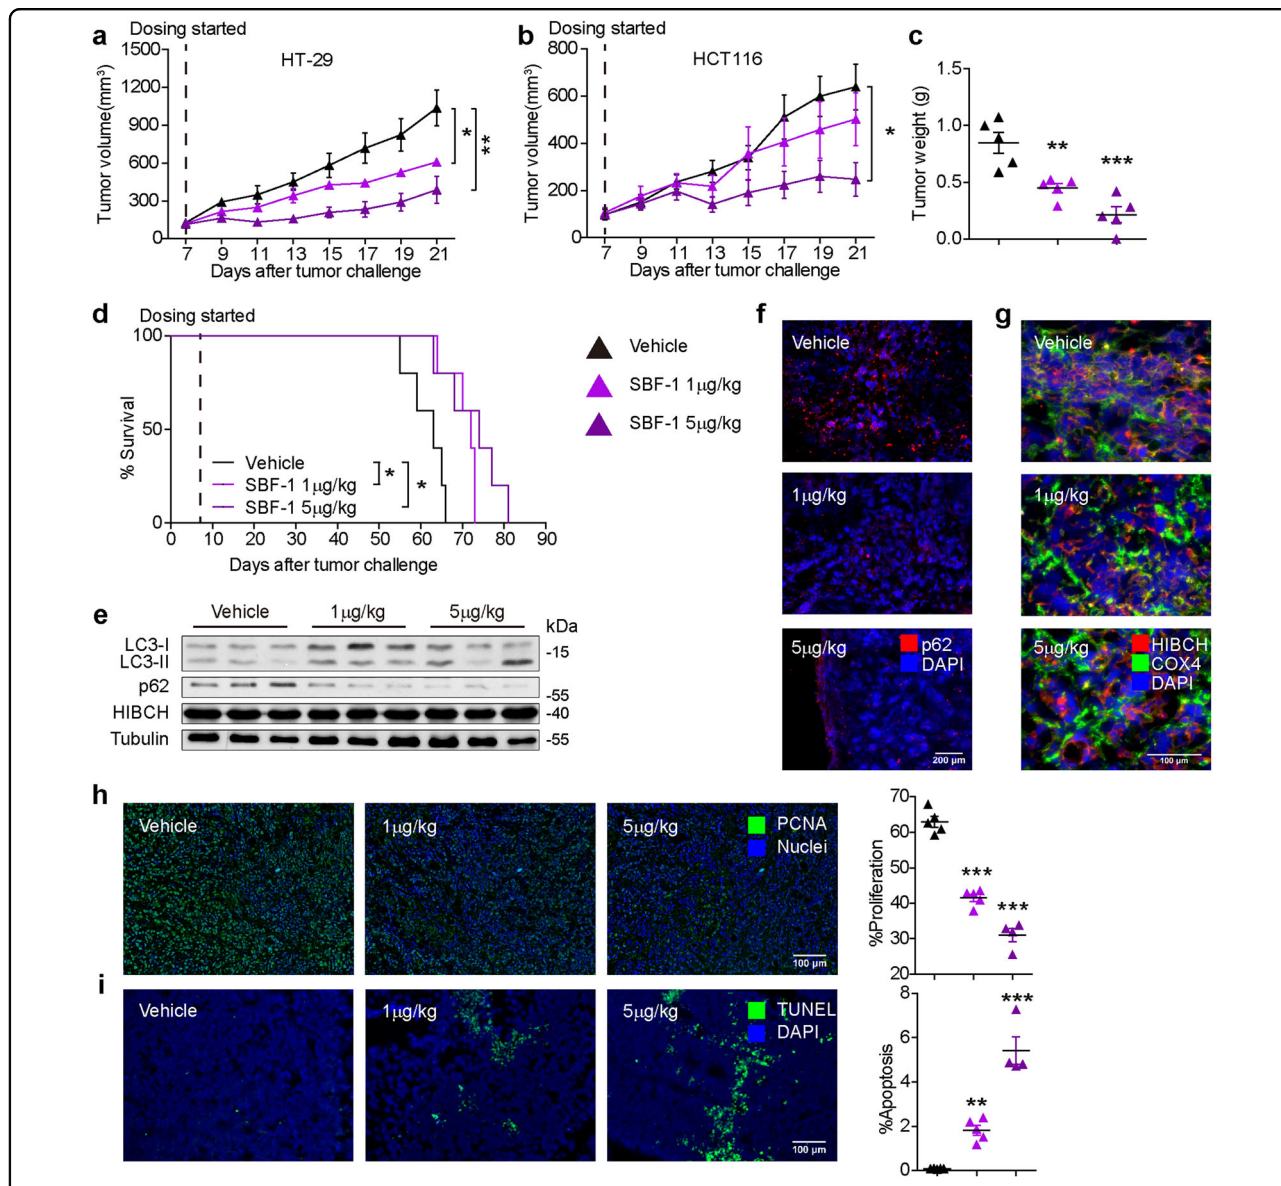 a
Dosing started
HT-29
Tumor volume(mm³)
1500
1200
900
600
300
0
*
**
7 9 11 13 15 17 19 21
Days after tumor challenge
b
Dosing started
HCT116
Tumor volume(mm³)
800
600
400
200
0
*
7 9 11 13 15 17 19 21
Days after tumor challenge
c
Tumor weight (g)
1.5
1.0
0.5
0.0
**
***
d
Dosing started
% Survival
100
50
0
Vehicle
SBF-1 1µg/kg
SBF-1 5µg/kg
*
*
0 10 20 30 40 50 60 70 80 90
Days after tumor challenge
Vehicle
SBF-1 1µg/kg
SBF-1 5µg/kg
e
Vehicle 1µg/kg 5µg/kg kDa
LC3-I
LC3-II
-15
p62
-55
HIBCH -40
Tubulin -55
f
Vehicle
1µg/kg
5µg/kg
p62
DAPI
200 µm
g
Vehicle
1µg/kg
5µg/kg
HIBCH
COX4
DAPI
100 µm
h
Vehicle
1µg/kg
5µg/kg
PCNA
Nuclei
100 µm
%Proliferation
70
60
50
40
30
20
***
***
i
Vehicle
1µg/kg
5µg/kg
TUNEL
DAPI
100 µm
%Apoptosis
8
6
4
2
0
**
***